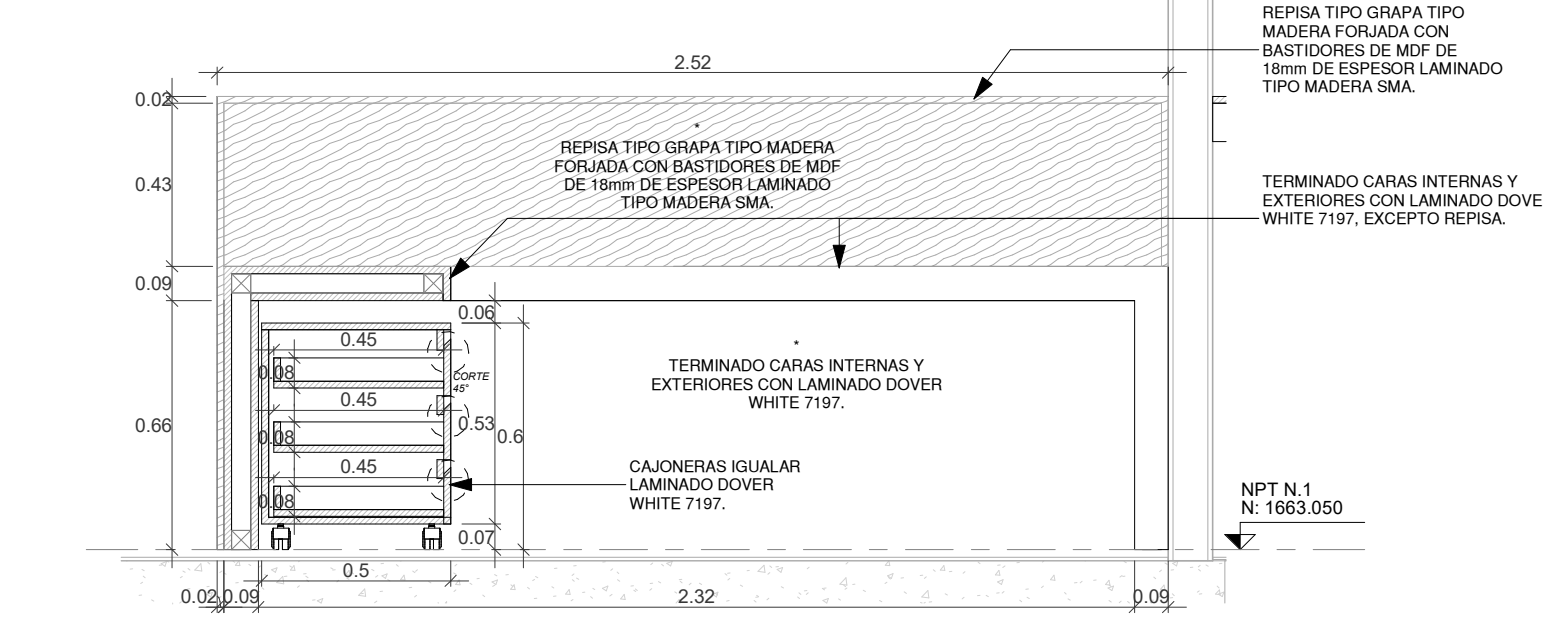 REPISA TIPO GRAPA TIPO
MADERA FORJADA CON
BASTIDORES DE MDF DE
18mm DE ESPESOR LAMINADO
TIPO MADERA SMA.
2.52
0.02
*
REPISA TIPO GRAPA TIPO MADERA
FORJADA CON BASTIDORES DE MDF
DE 18mm DE ESPESOR LAMINADO
TIPO MADERA SMA.
0.43
TERMINADO CARAS INTERNAS Y
EXTERIORES CON LAMINADO DOVE
WHITE 7197, EXCEPTO REPISA.
0.09
0.06
0.45
0.08
CORTE
45°
*
TERMINADO CARAS INTERNAS Y
EXTERIORES CON LAMINADO DOVER
WHITE 7197.
0.45
0.66
0.08
0.53
0.6
0.45
0.08
CAJONERAS IGUALAR
LAMINADO DOVER
WHITE 7197.
NPT N.1
N: 1663.050
0.07
0.5
0.02
0.09
2.32
0.09